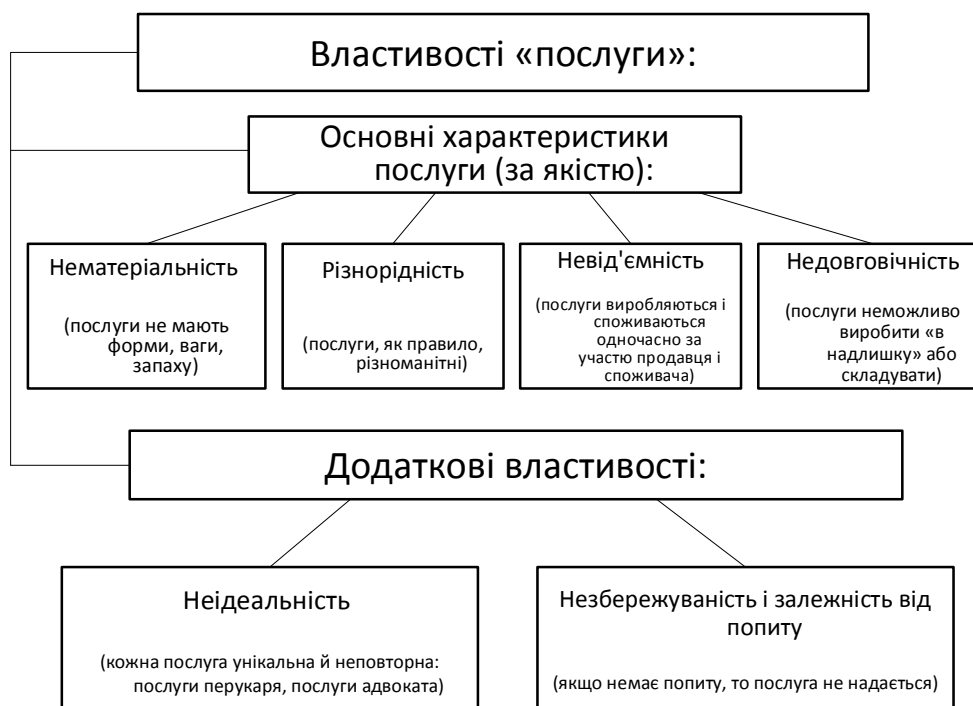 Властивості «послуги»:
Основні характеристики
послуги (за якістю):
Нематеріальність
(послуги не мають
форми, ваги,
запаху)
Різнорідність
(послуги, як правило,
різноманітні)
Невід'ємність
(послуги виробляються і
споживаються
одночасно за
участю продавця і
споживача)
Недовговічність
(послуги неможливо
виробити «в
надлишку» або
складувати)
Додаткові властивості:
Неідеальність
(кожна послуга унікальна й неповторна:
послуги перукаря, послуги адвоката)
Незбережуваність і залежність від
попиту
(якщо немає попиту, то послуга не надається)